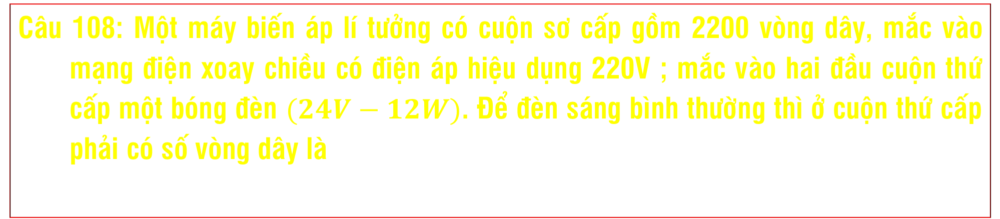 Câu 108: Một máy biến áp lí tưởng có cuộn sơ cấp gồm 2200 vòng dây, mắc vào
mạng điện xoay chiều có điện áp hiệu dụng 220V ; mắc vào hai đầu cuộn thứ
cấp một bóng đèn (24V − 12W). Để đèn sáng bình thường thì ở cuộn thứ cấp
phải có số vòng dây là